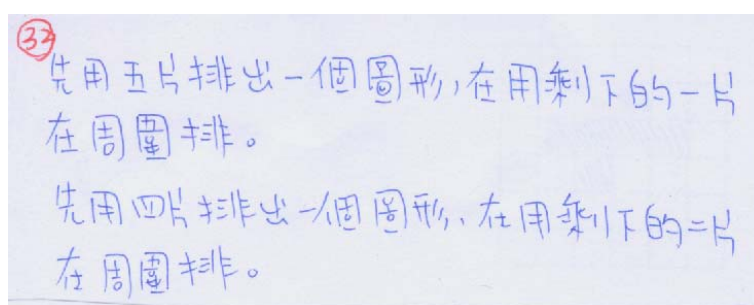 32
先用五片排出一個圖形,在用剩下的一片
在周圍排。
先用四片排出一個圖形、在用剩下的二片
在周圍排。